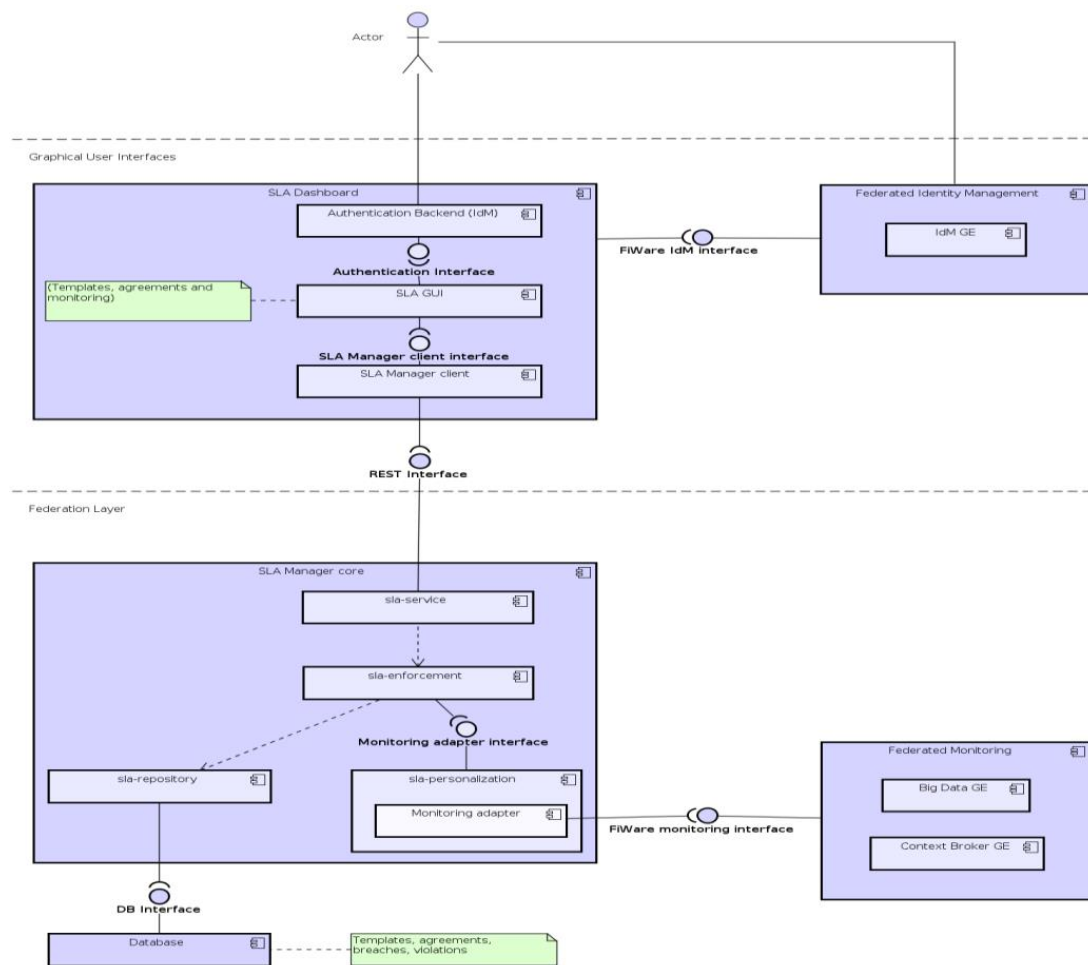 Actor
Graphical User Interfaces
SLA Dashboard
Federated Identity Management
Authentication Backend (IdM)
IdM GE
FiWare IdM interface
Authentication Interface
(Templates, agreements and
monitoring)
SLA GUI
SLA Manager client interface
SLA Manager client
REST Interface
Federation Layer
SLA Manager core
sla-service
sla-enforcement
Monitoring adapter interface
sla-repository
sla-personalization
Monitoring adapter
Federated Monitoring
Big Data GE
FiWare monitoring interface
Context Broker GE
DB Interface
Database
Templates, agreements,
breaches, violations